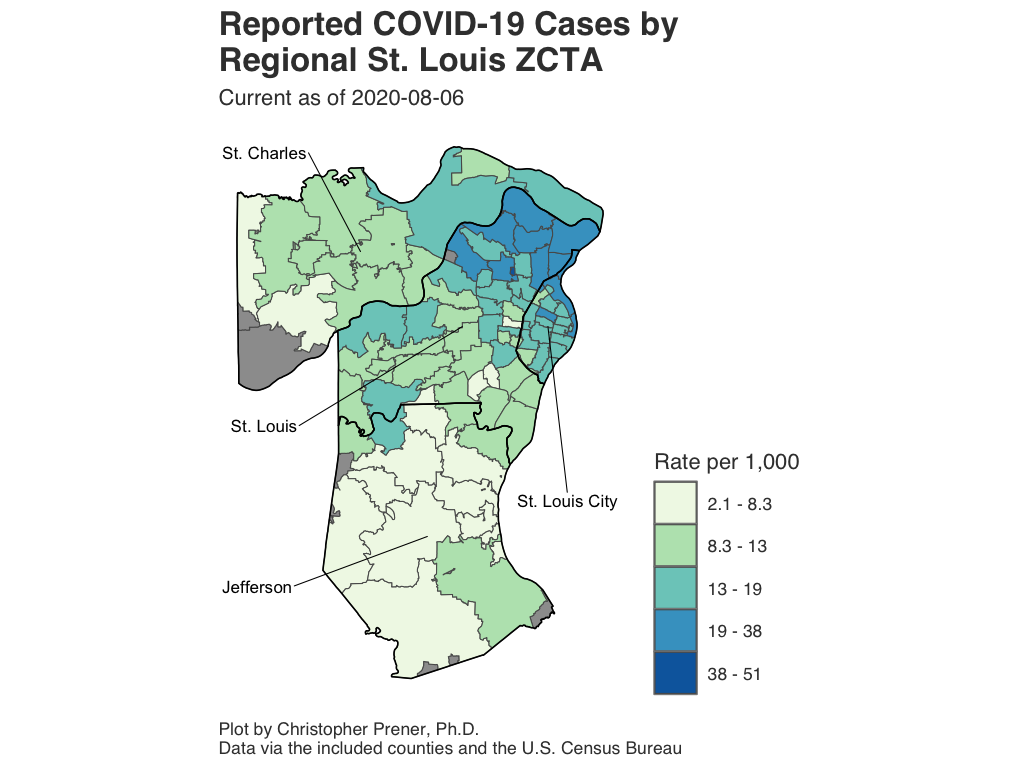 Reported COVID-19 Cases by
Regional St. Louis ZCTA
Current as of 2020-08-06
St. Charles
St. Louis
St. Louis City
Jefferson
Rate per 1,000
2.1 - 8.3
8.3 - 13
13 - 19
19 - 38
38 - 51
Plot by Christopher Prener, Ph.D.
Data via the included counties and the U.S. Census Bureau